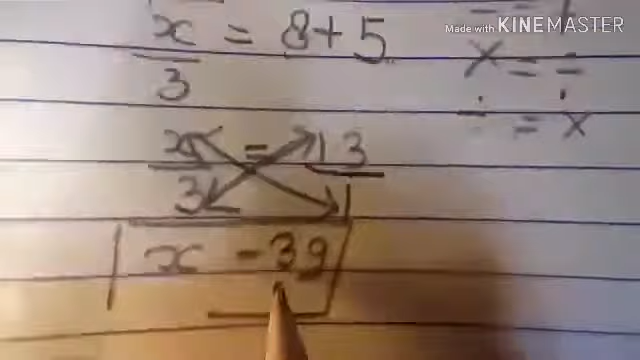 Made with KINEMASTER
x/3 = 8+5
x = ÷
÷ = x
x/3 = 13/1
x - 39